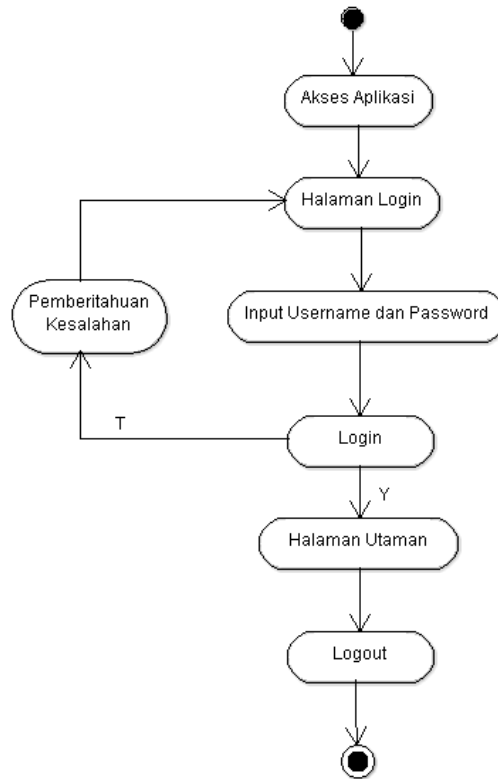 Akses Aplikasi
Halaman Login
Pemberitahuan
Kesalahan
Input Username dan Password
T
Login
Y
Halaman Utaman
Logout